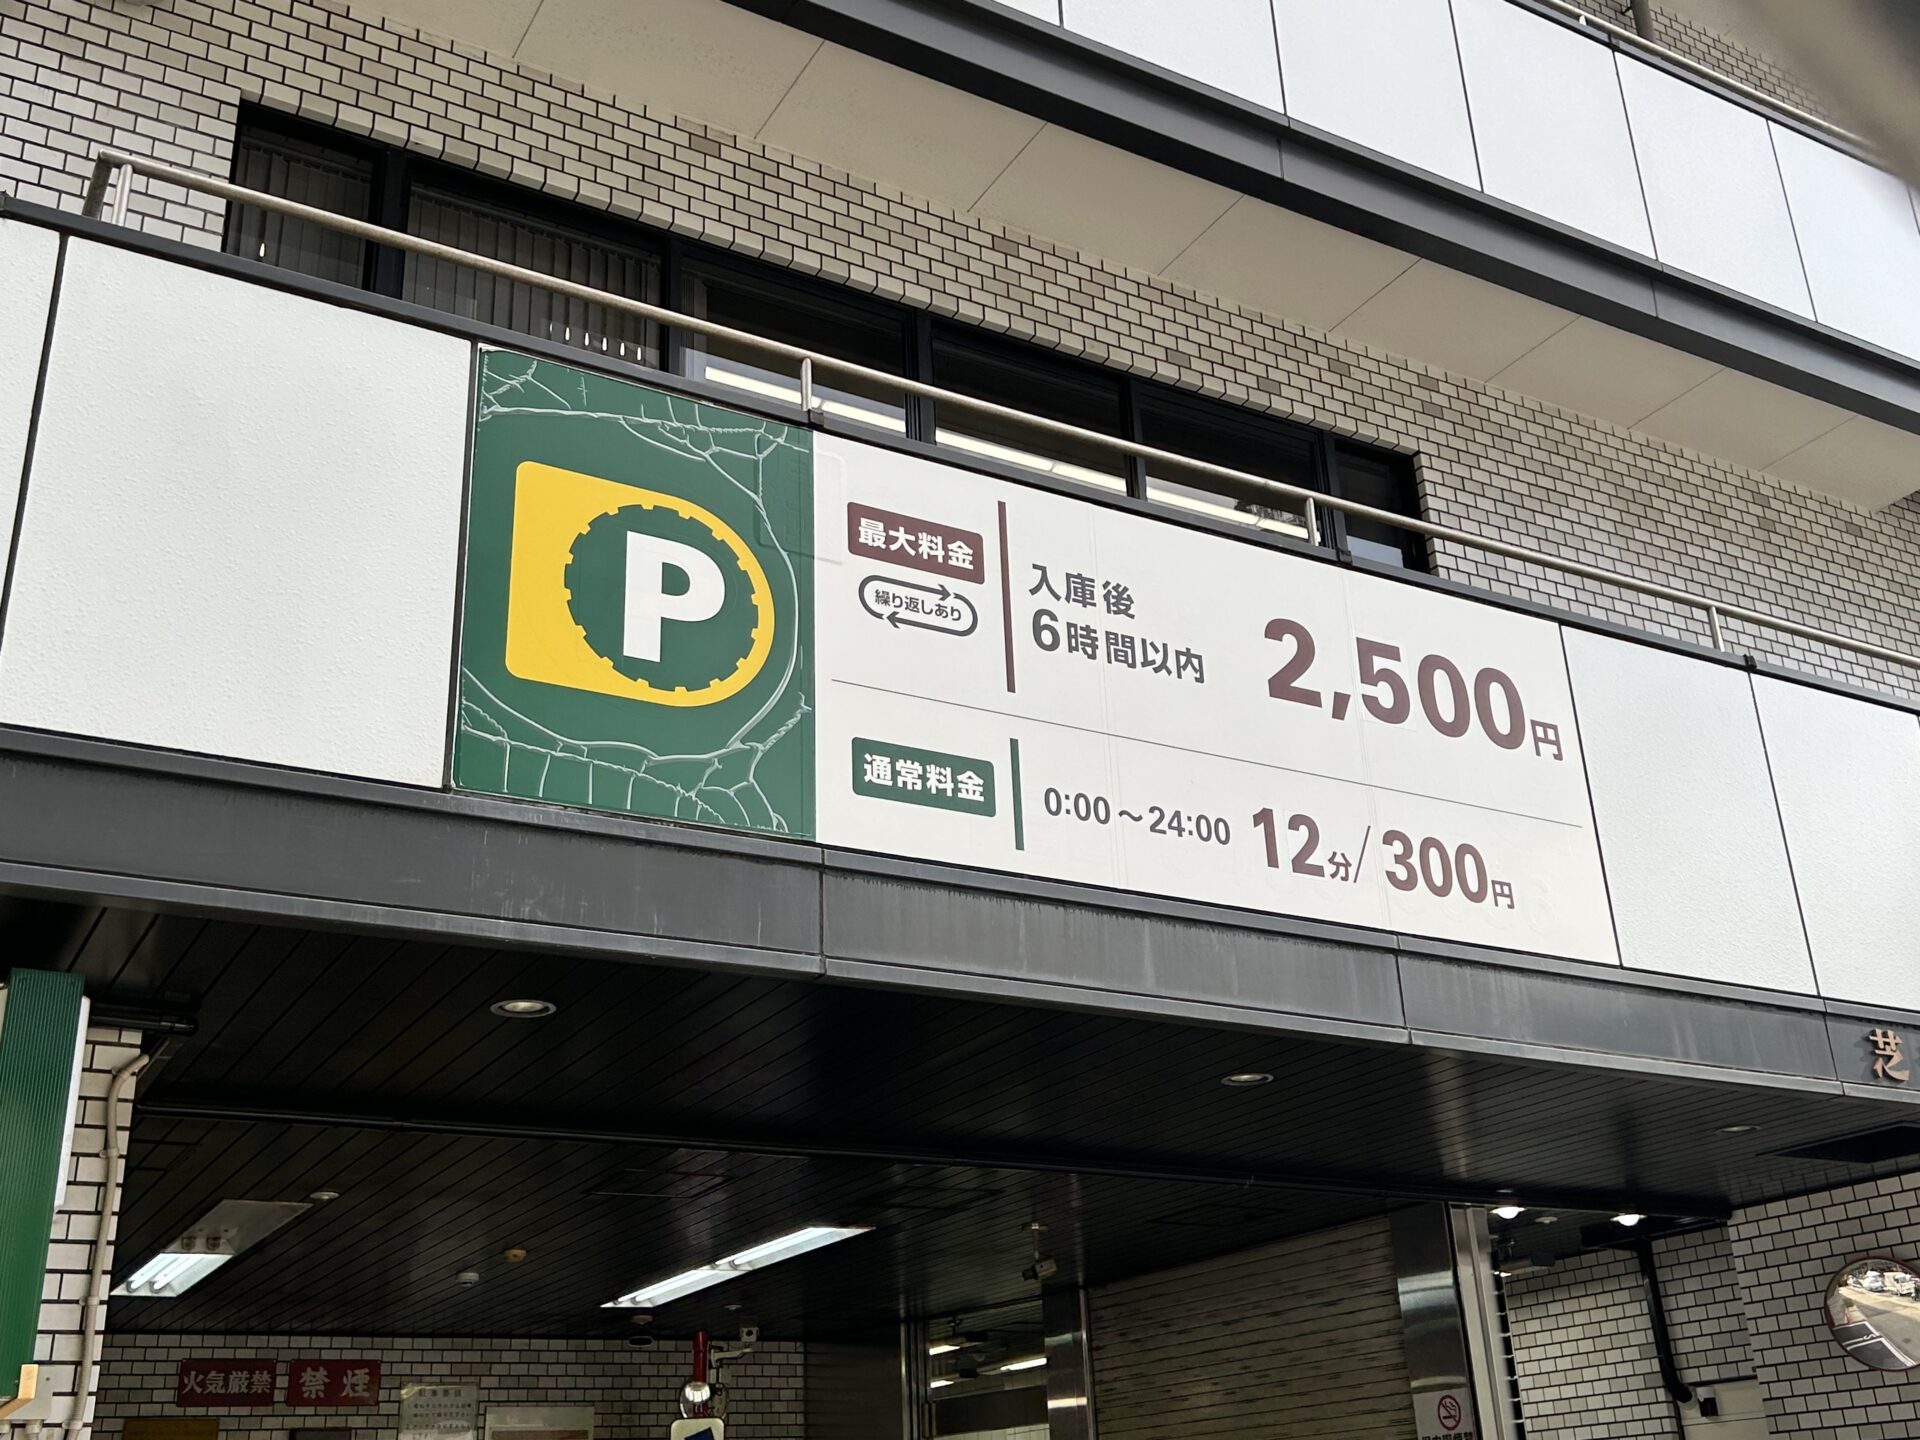 P
最大料金
繰り返しあり
入庫後
6時間以内
2,500円
通常料金
0:00～24:00
12分/300円
芝
火気厳禁
禁煙